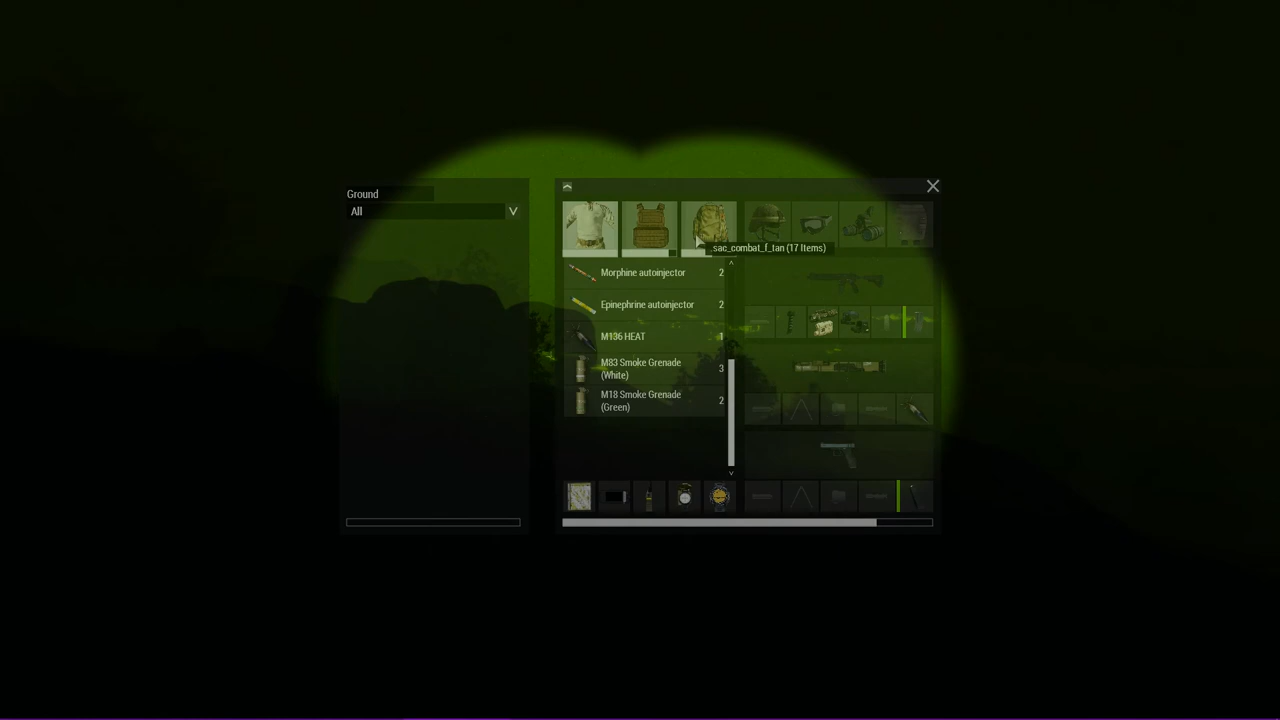 Ground
All
.sac_combat_f_tan (17 Items)
Morphine autoinjector 2
Epinephrine autoinjector 2
M136 HEAT 1
M83 Smoke Grenade
(White) 3
M18 Smoke Grenade
(Green) 2